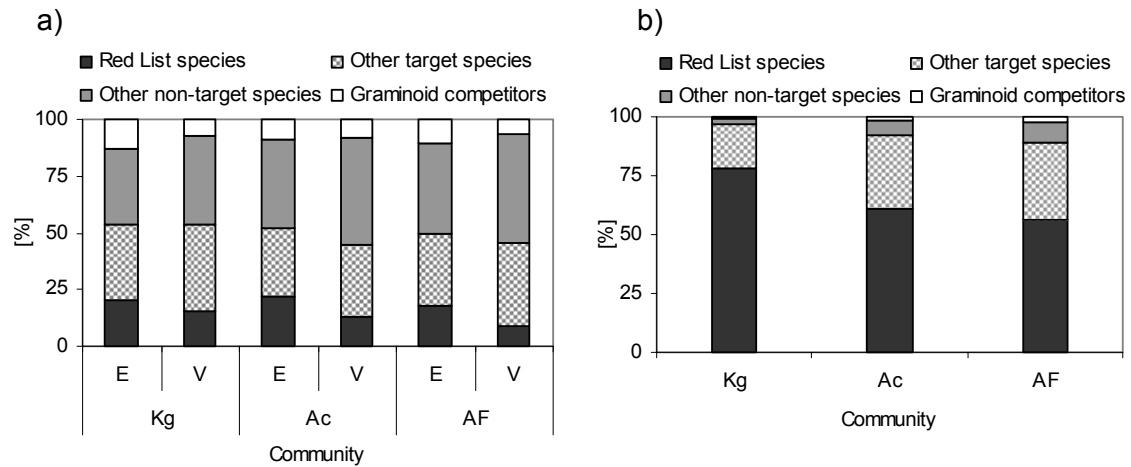 a)
Red List species Other target species
Other non-target species Graminoid competitors
100
75
50
25
0
[%]
E V E V E V
Kg Ac AF
Community
b)
Red List species Other target species
Other non-target species Graminoid competitors
100
75
50
25
0
[%]
Kg Ac AF
Community